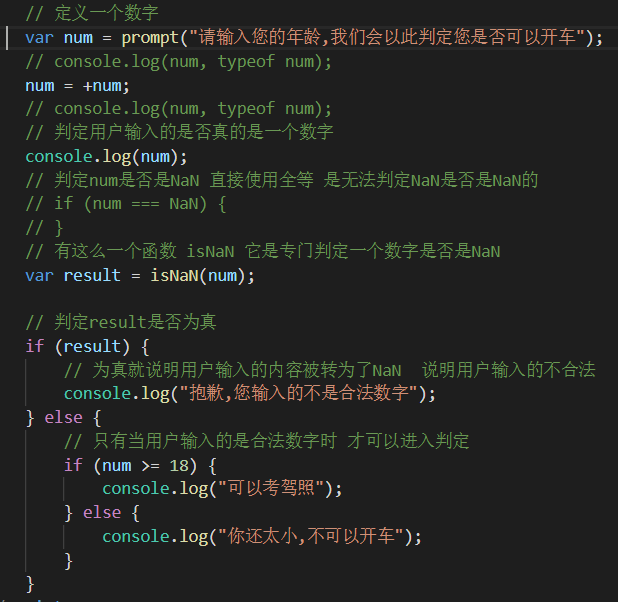 // 定义一个数字
var num = prompt("请输入您的年龄,我们会以此判定您是否可以开车");
// console.log(num, typeof num);
num = +num;
// console.log(num, typeof num);
// 判定用户输入的是否真的是一个数字
console.log(num);
// 判定num是否是NaN 直接使用全等 是无法判定NaN是否是NaN的
// if (num === NaN) {
// }
// 有这么一个函数 isNaN 它是专门判定一个数字是否是NaN
var result = isNaN(num);
// 判定result是否为真
if (result) {
// 为真就说明用户输入的内容被转为了NaN  说明用户输入的不合法
console.log("抱歉,您输入的不是合法数字");
} else {
// 只有当用户输入的是合法数字时 才可以进入判定
if (num >= 18) {
console.log("可以考驾照");
} else {
console.log("你还太小,不可以开车");
}
}